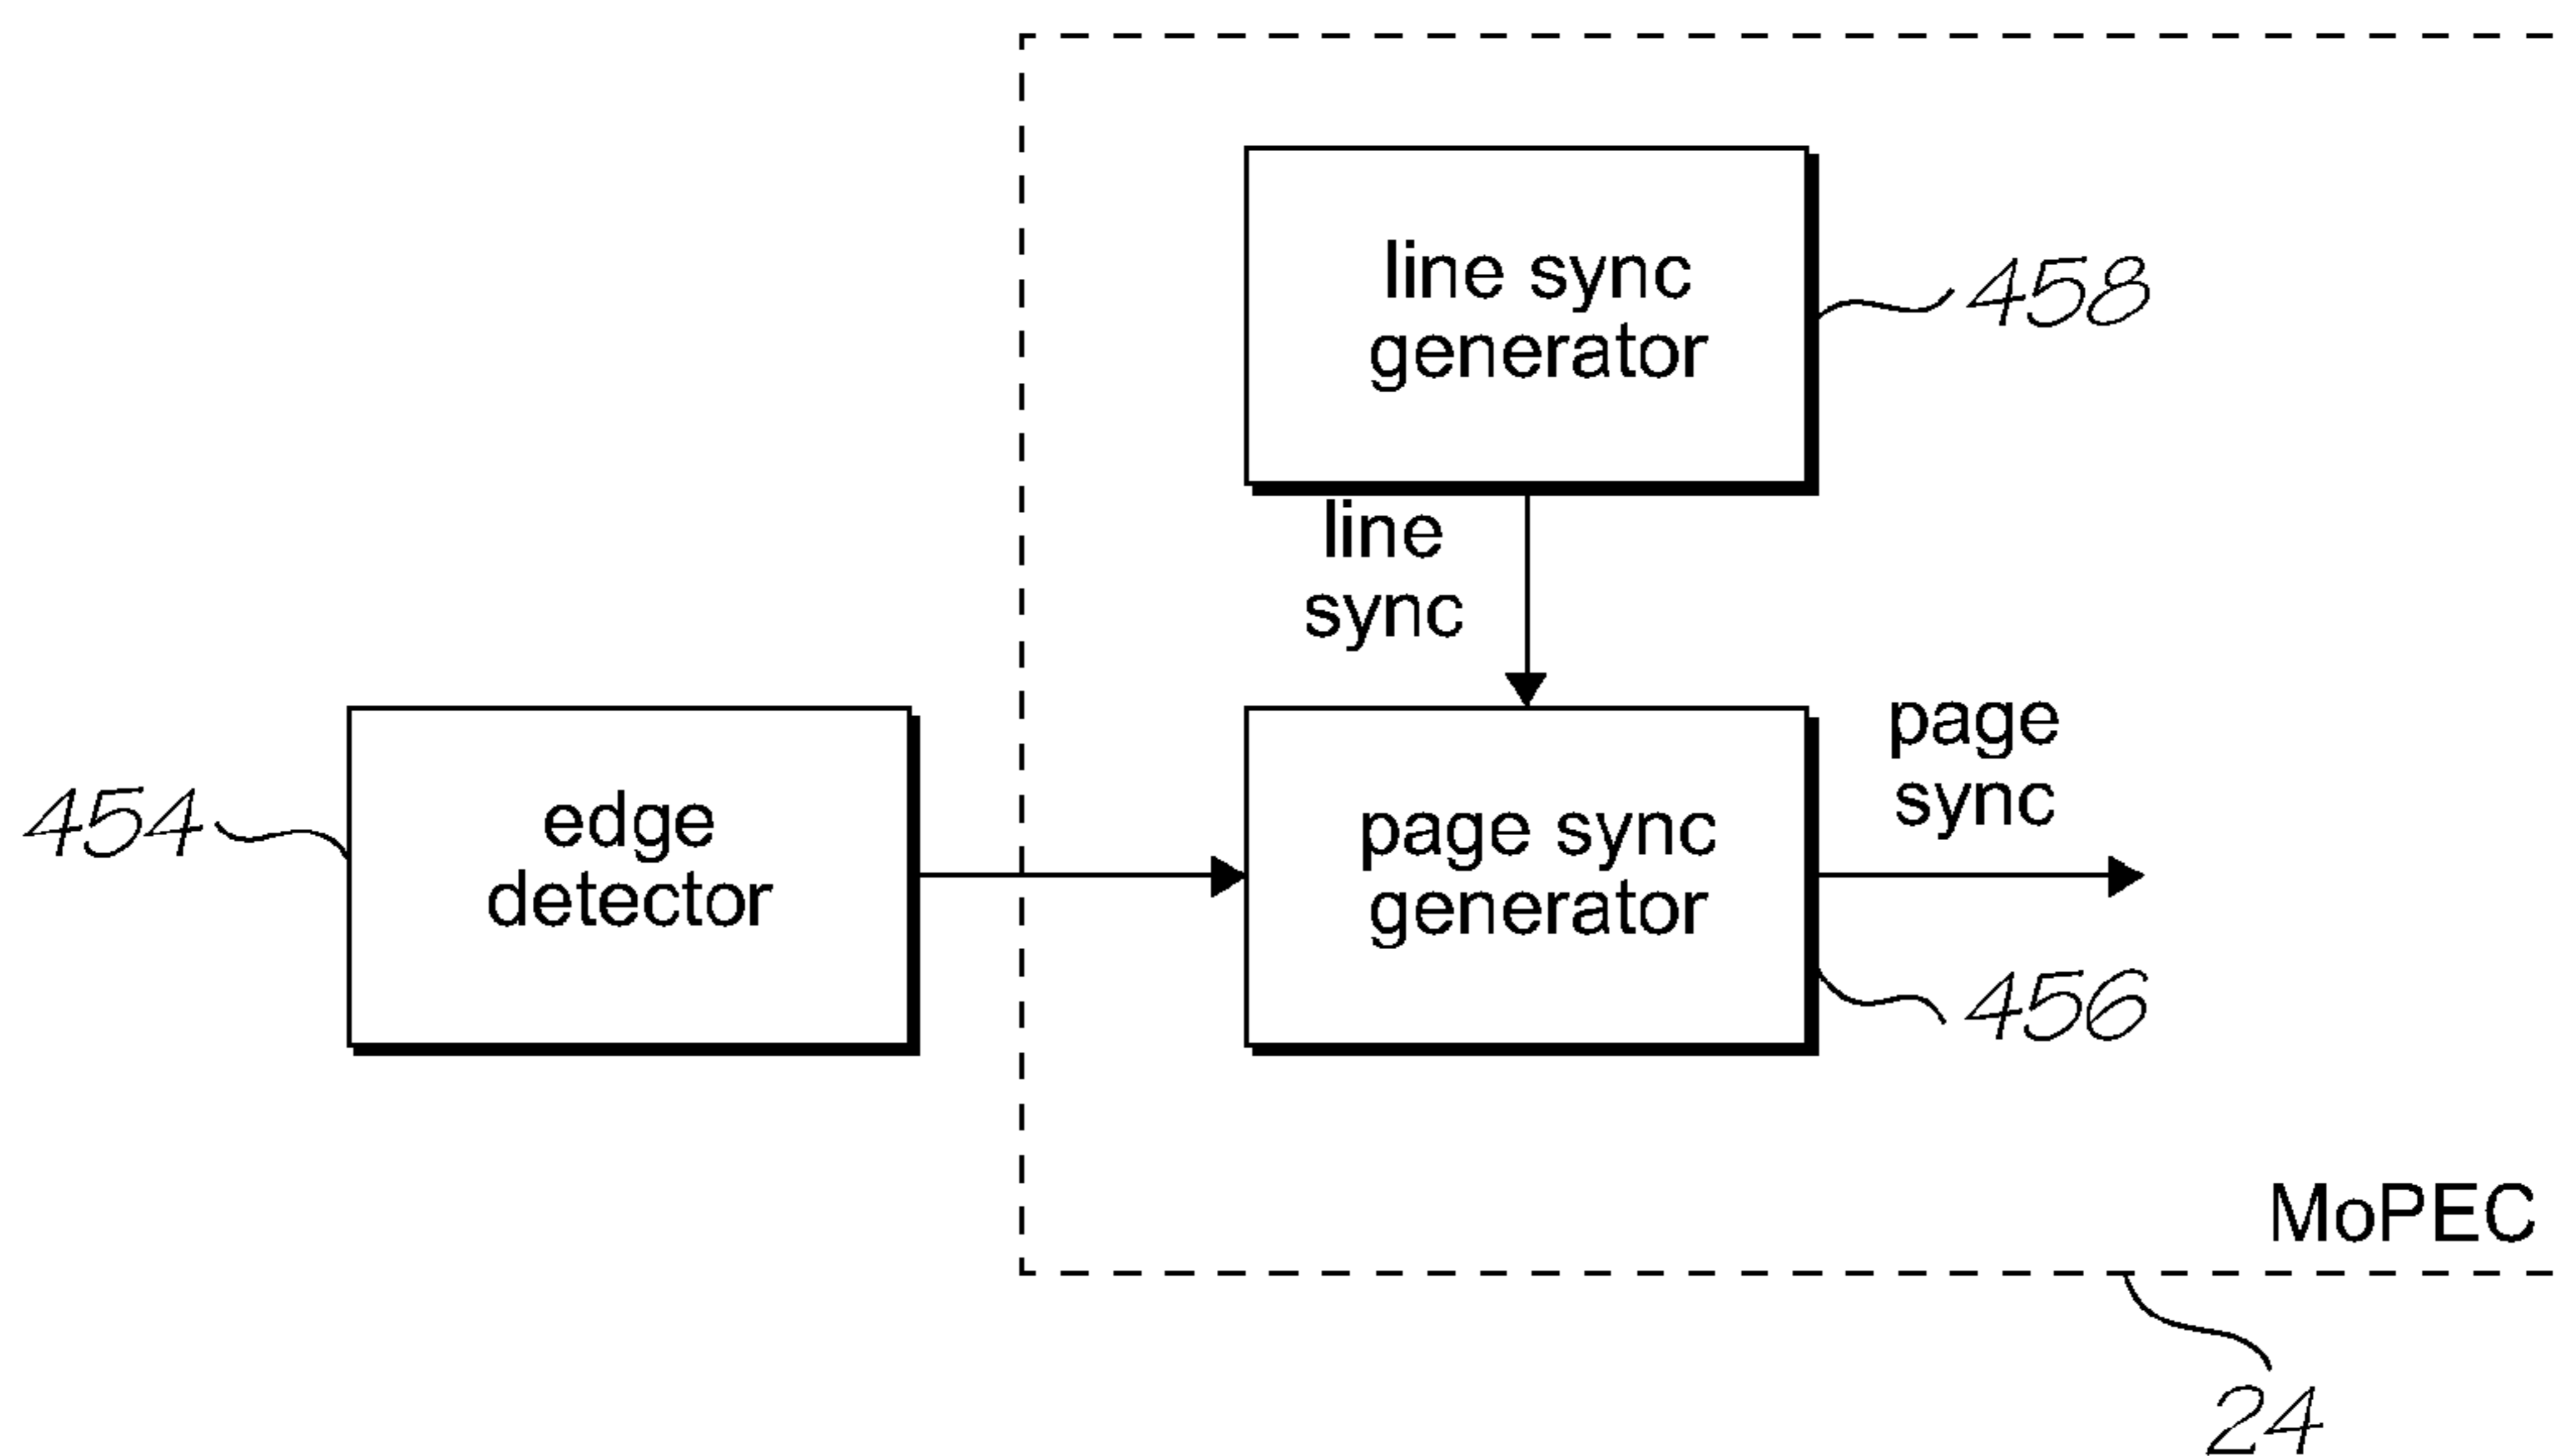 line sync
generator
458
line
sync
page
sync
454
edge
detector
page sync
generator
456
MoPEC
24